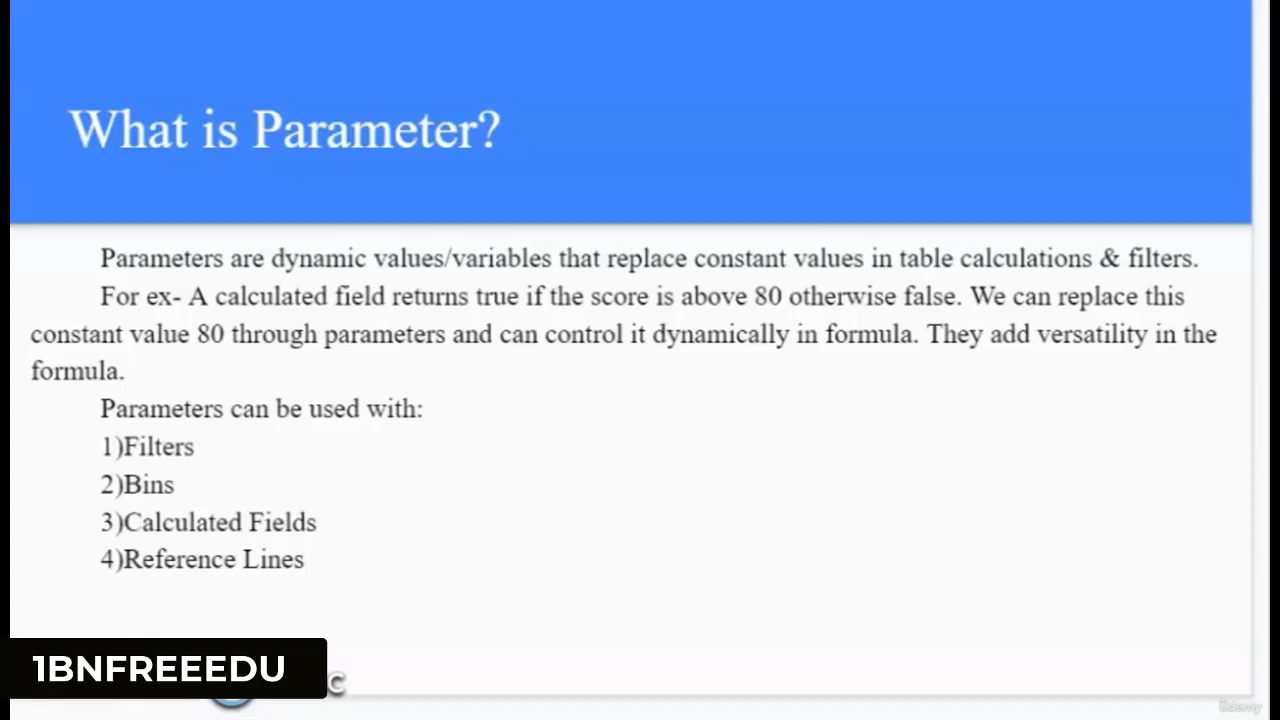 What is Parameter?
Parameters are dynamic values/variables that replace constant values in table calculations & filters.
For ex- A calculated field returns true if the score is above 80 otherwise false. We can replace this
constant value 80 through parameters and can control it dynamically in formula. They add versatility in the
formula.
Parameters can be used with:
1)Filters
2)Bins
3)Calculated Fields
4)Reference Lines
1BNFREEEDU
C
Udemy